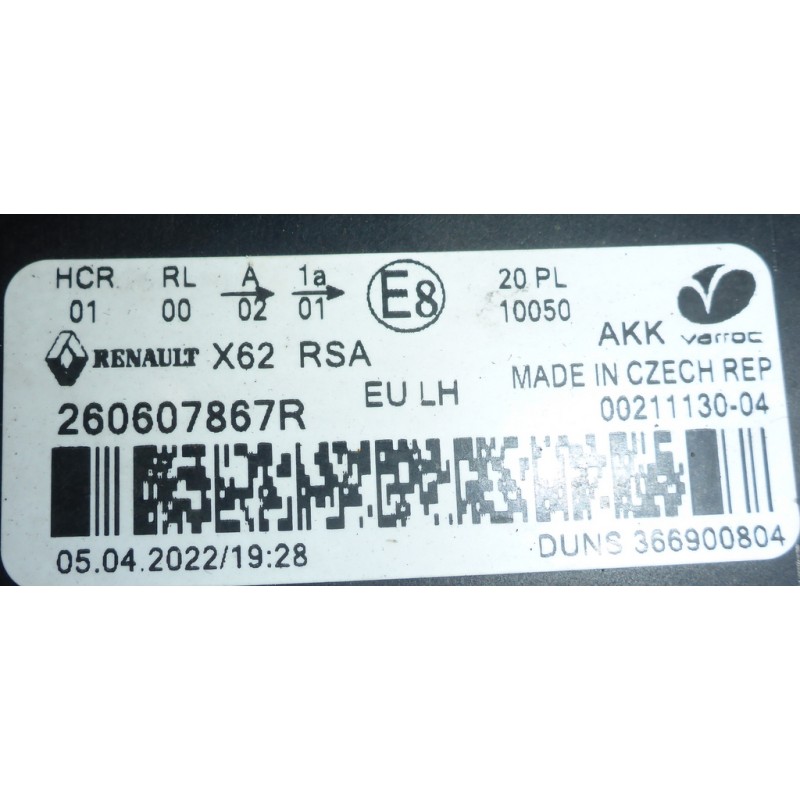 HCR RL A 1a E8 20 PL
01 00 02 01 10050
AKK varroc
RENAULT X62 RSA
MADE IN CZECH REP
EU LH
260607867R
00211130-04
05.04.2022/19:28
DUNS 366900804